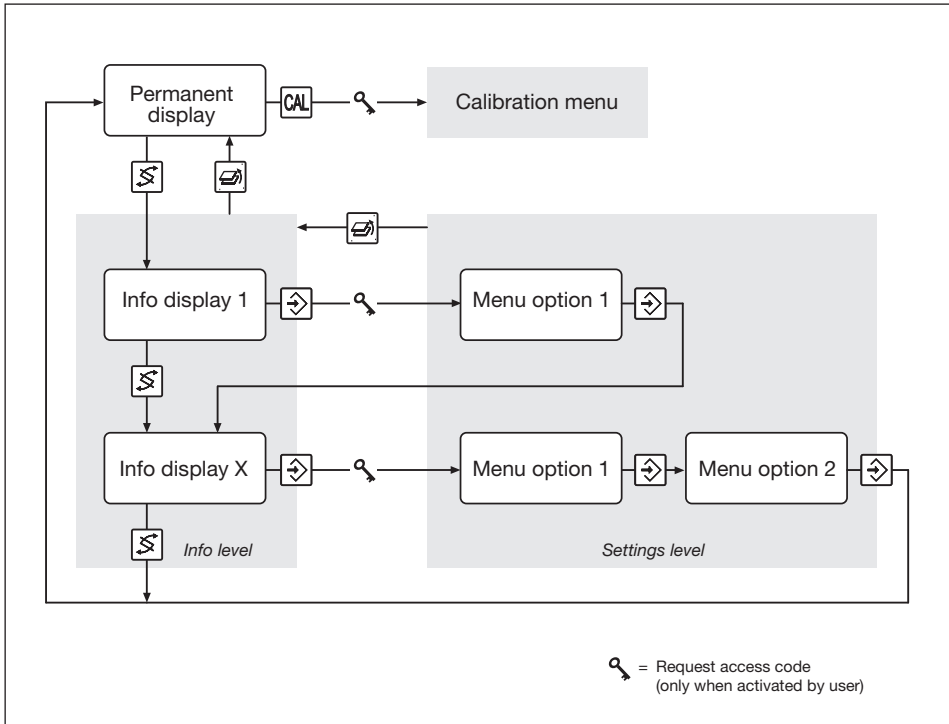 Permanent
display
CAL
Calibration menu
Info display 1
Menu option 1
Info display X
Menu option 1
Menu option 2
Info level
Settings level
= Request access code
(only when activated by user)